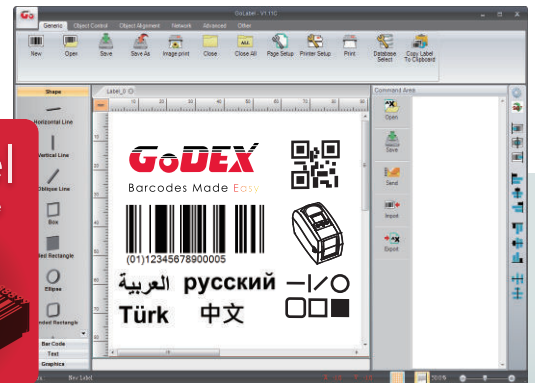 GoLabel - V1.11C
Generic Object Control Object Alignment Network Advanced Other
New Open Save Save As Image print Close Close All Page Setup Printer Setup Print Database Select Copy Label To Clipboard
ALL
Shape
Label_0
Command Area
Horizontal Line
Vertical Line
Oblique Line
Box
Ellipse
Bar Code
Text
Graphics
Open
Save
Send
Import
Export
el
GoDEX
Barcodes Made Easy
(01)12345678900005
العربية русский
Türk 中文
New Label